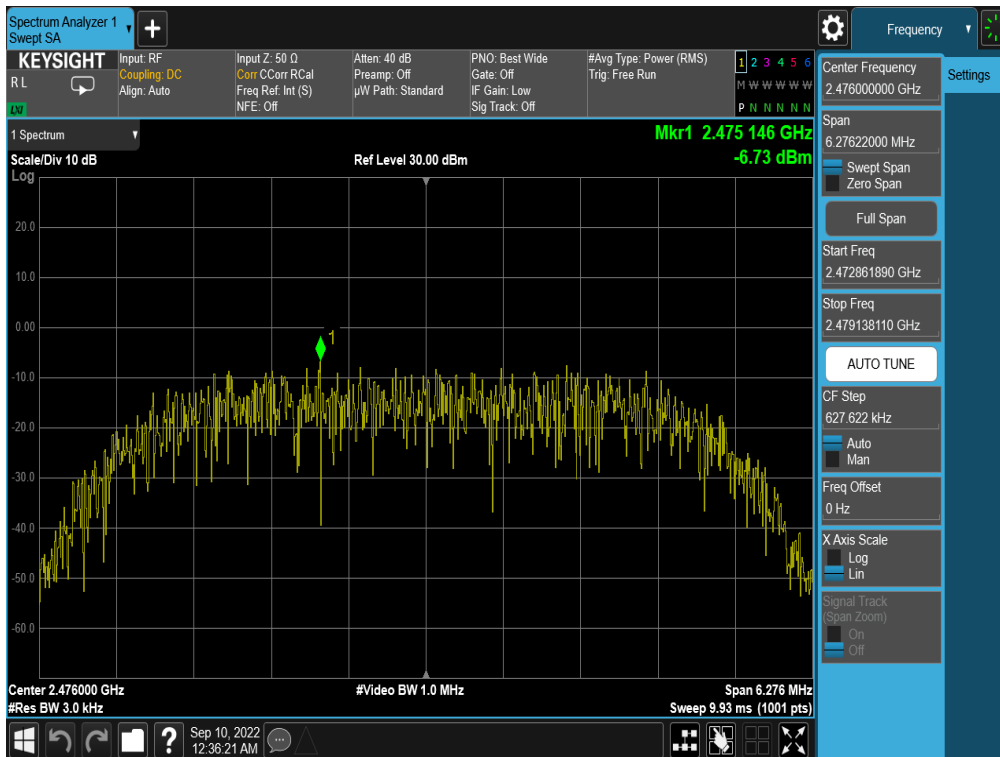 Spectrum Analyzer 1
Swept SA
+
Frequency
KEYSIGHT
R L
LXI
Input: RF
Coupling: DC
Align: Auto
Input Z: 50 Ω
Corr CCorr RCal
Freq Ref: Int (S)
NFE: Off
Atten: 40 dB
Preamp: Off
µW Path: Standard
PNO: Best Wide
Gate: Off
IF Gain: Low
Sig Track: Off
#Avg Type: Power (RMS)
Trig: Free Run
1 2 3 4 5 6
M W W W W W
P N N N N N
1 Spectrum
Scale/Div 10 dB
Log
Ref Level 30.00 dBm
Mkr1 2.475 146 GHz
-6.73 dBm
20.0
10.0
0.00
-10.0
-20.0
-30.0
-40.0
-50.0
-60.0
1
Center 2.476000 GHz
#Res BW 3.0 kHz
#Video BW 1.0 MHz
Span 6.276 MHz
Sweep 9.93 ms (1001 pts)
Center Frequency
2.476000000 GHz
Settings
Span
6.27622000 MHz
Swept Span
Zero Span
Full Span
Start Freq
2.472861890 GHz
Stop Freq
2.479138110 GHz
AUTO TUNE
CF Step
627.622 kHz
Auto
Man
Freq Offset
0 Hz
X Axis Scale
Log
Lin
Signal Track
(Span Zoom)
On
Off
?
Sep 10, 2022
12:36:21 AM